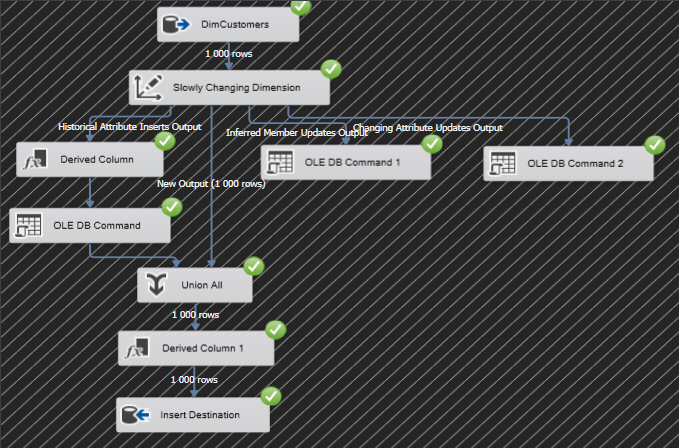 DimCustomers
1 000 rows
Slowly Changing Dimension
Historical Attribute Inserts Output
Inferred Member Updates Output
Changing Attribute Updates Output
Derived Column
OLE DB Command 1
OLE DB Command 2
New Output (1 000 rows)
OLE DB Command
Union All
1 000 rows
Derived Column 1
1 000 rows
Insert Destination